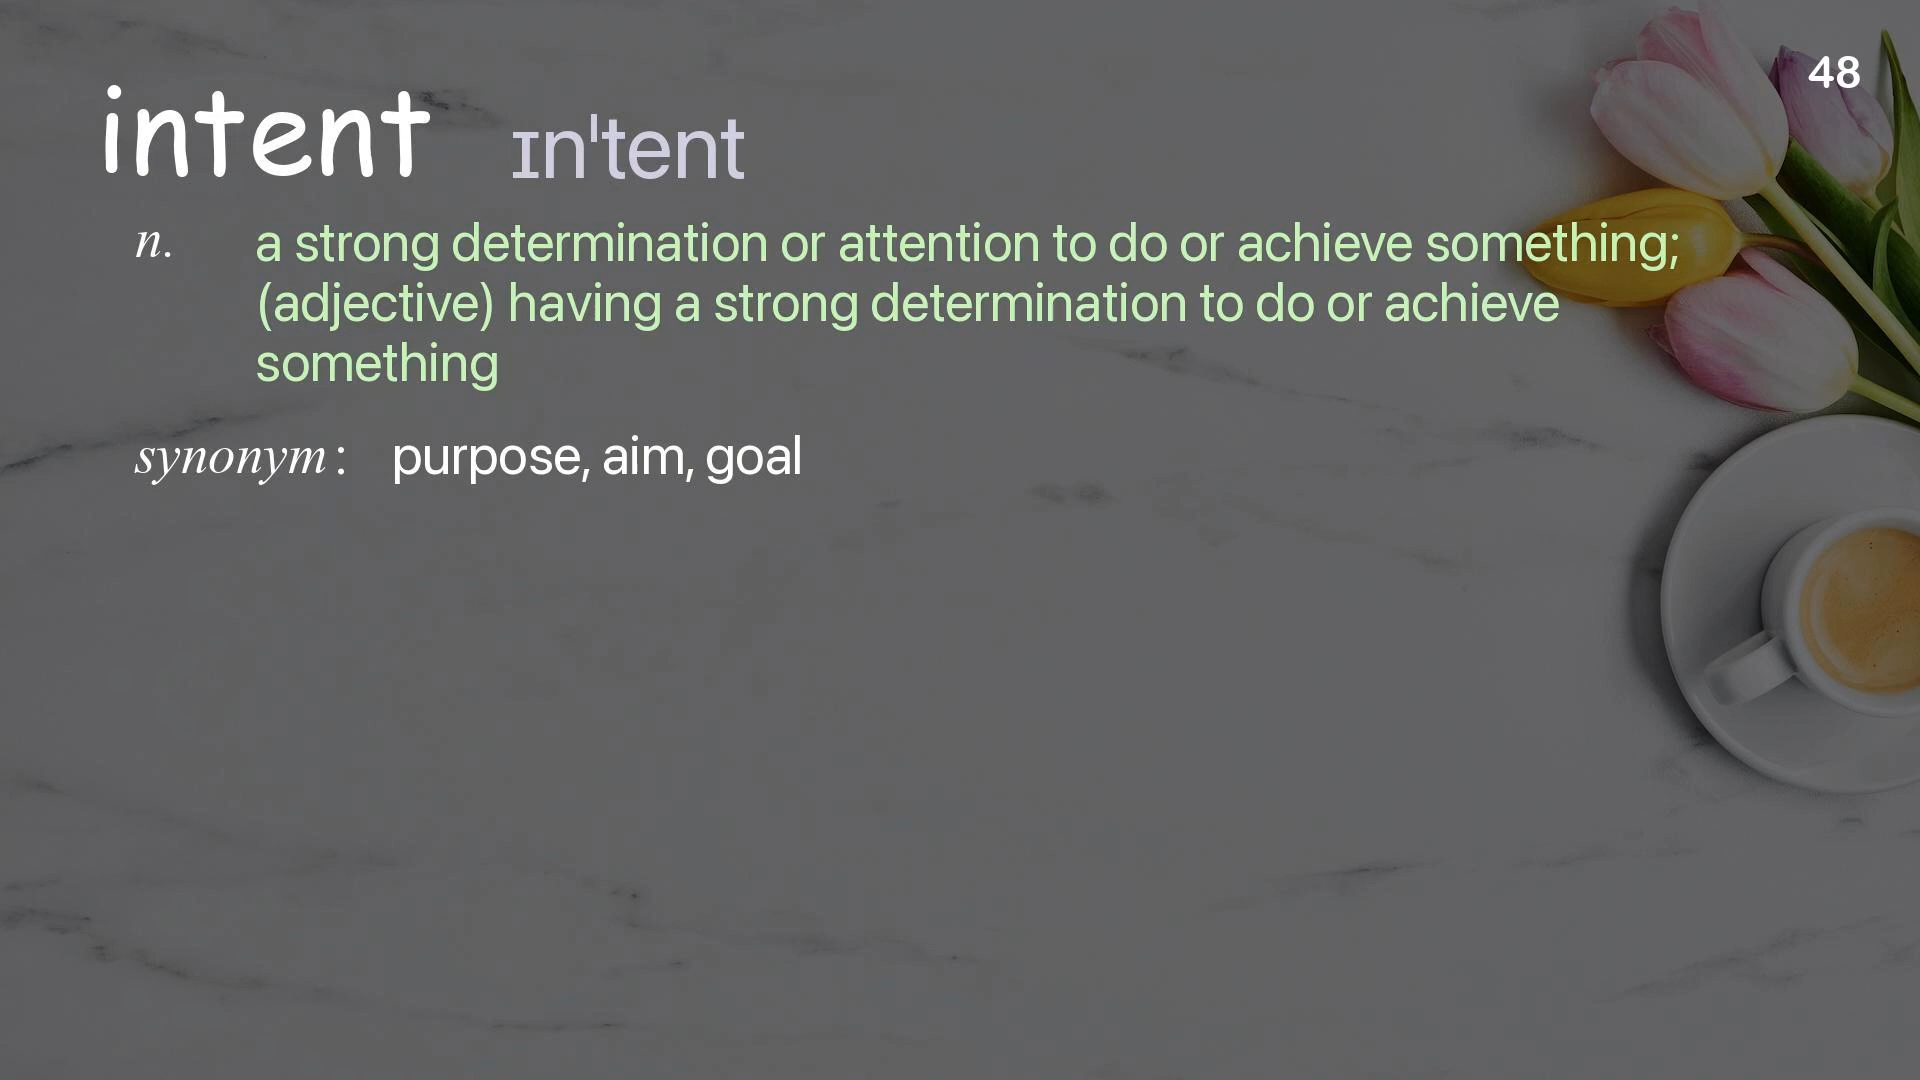 48
intent ɪnˈtent
n. a strong determination or attention to do or achieve something;
(adjective) having a strong determination to do or achieve
something
synonym: purpose, aim, goal